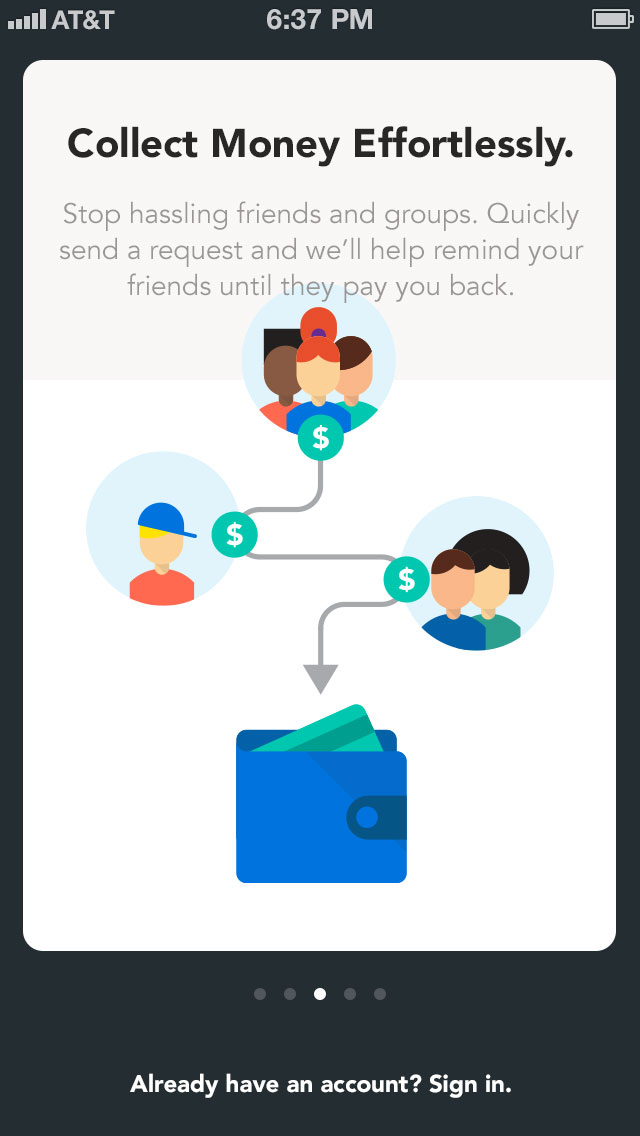 AT&T 6:37 PM
Collect Money Effortlessly.
Stop hassling friends and groups. Quickly
send a request and we’ll help remind your
friends until they pay you back.
$
$
$
Already have an account? Sign in.